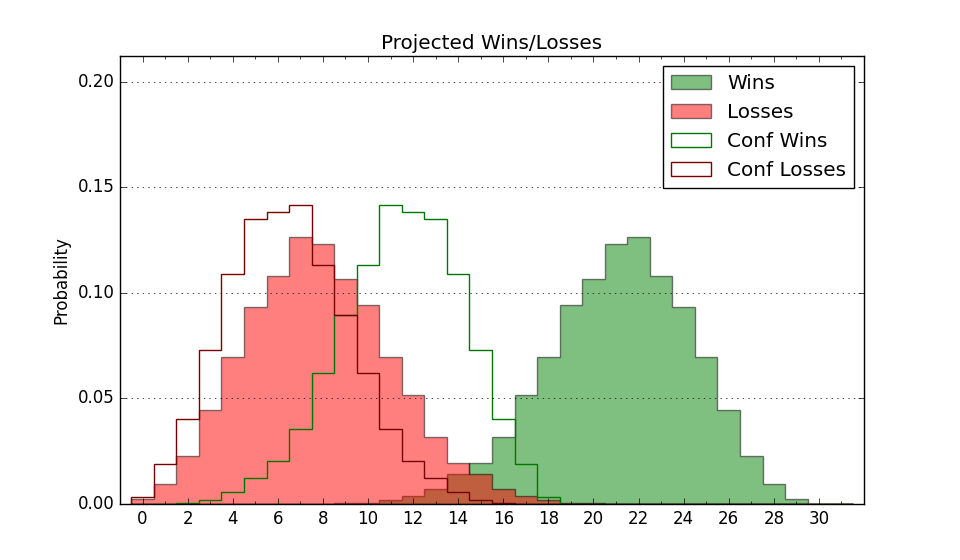 Projected Wins/Losses
Wins
Losses
Conf Wins
Conf Losses
0.20
0.15
0.10
0.05
0.00
Probability
0 2 4 6 8 10 12 14 16 18 20 22 24 26 28 30